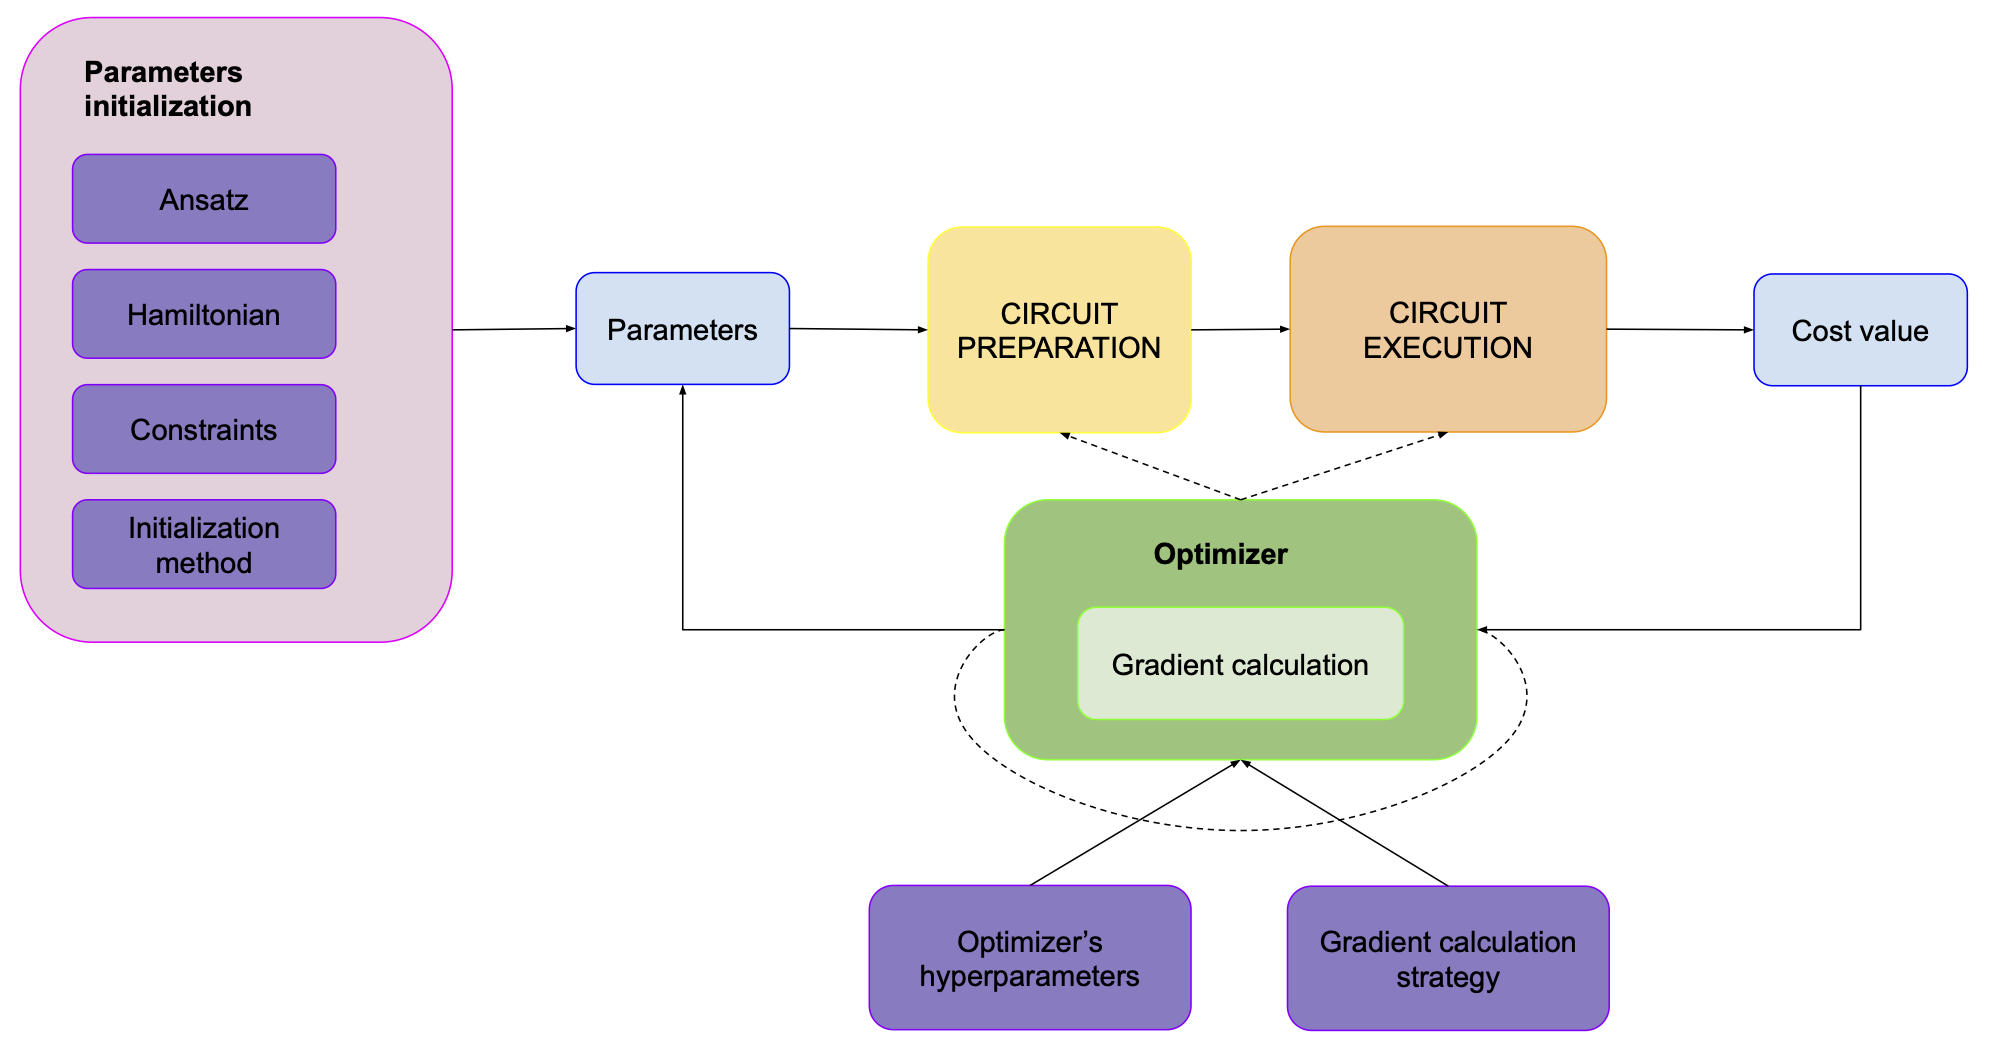 Parameters
initialization
Ansatz
Hamiltonian
Constraints
Initialization
method
Parameters
CIRCUIT
PREPARATION
CIRCUIT
EXECUTION
Cost value
Optimizer
Gradient calculation
Optimizer’s
hyperparameters
Gradient calculation
strategy